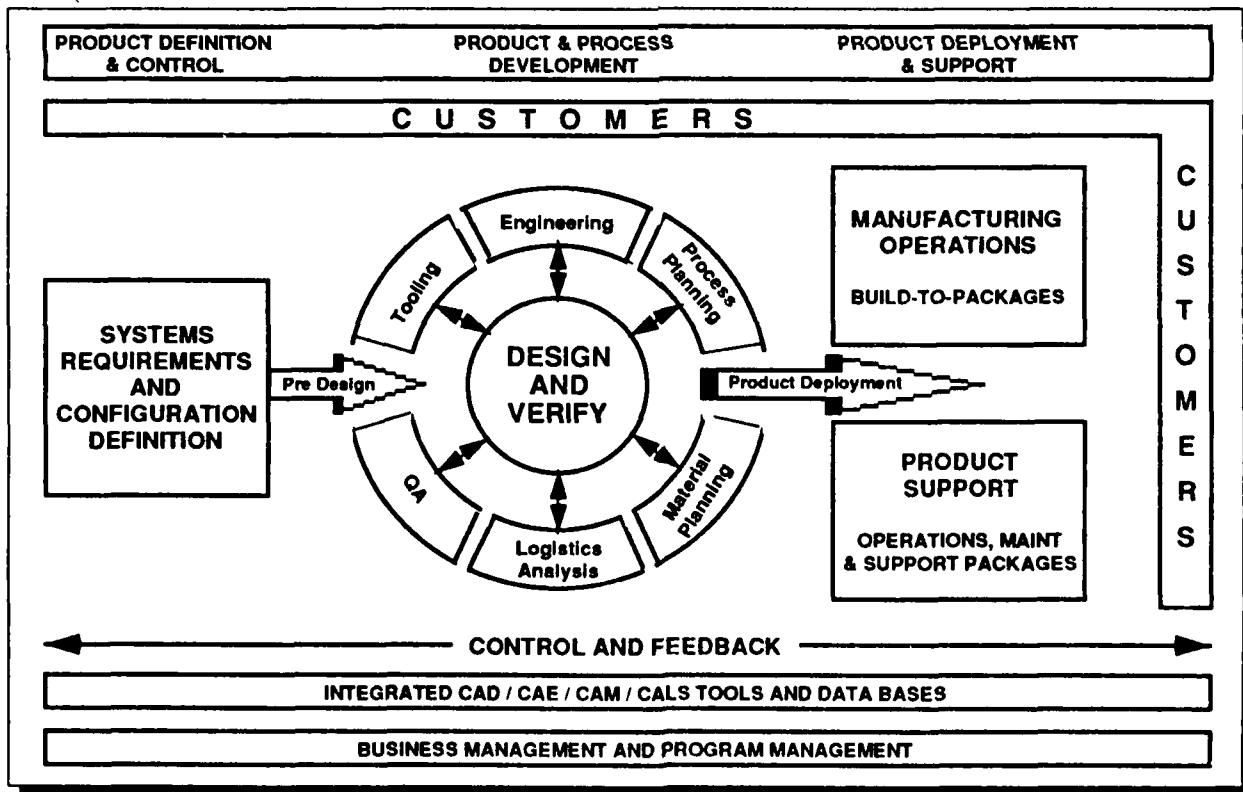 PRODUCT DEFINITION
& CONTROL
PRODUCT & PROCESS
DEVELOPMENT
PRODUCT DEPLOYMENT
& SUPPORT
CUSTOMERS
CUSTOMERS
SYSTEMS
REQUIREMENTS
AND
CONFIGURATION
DEFINITION
Pre Design
Tooling
Engineering
Process
Planning
DESIGN
AND
VERIFY
QA
Logistics
Analysis
Material
Planning
Product Deployment
MANUFACTURING
OPERATIONS
BUILD-TO-PACKAGES
PRODUCT
SUPPORT
OPERATIONS, MAINT
& SUPPORT PACKAGES
CONTROL AND FEEDBACK
INTEGRATED CAD / CAE / CAM / CALS TOOLS AND DATA BASES
BUSINESS MANAGEMENT AND PROGRAM MANAGEMENT